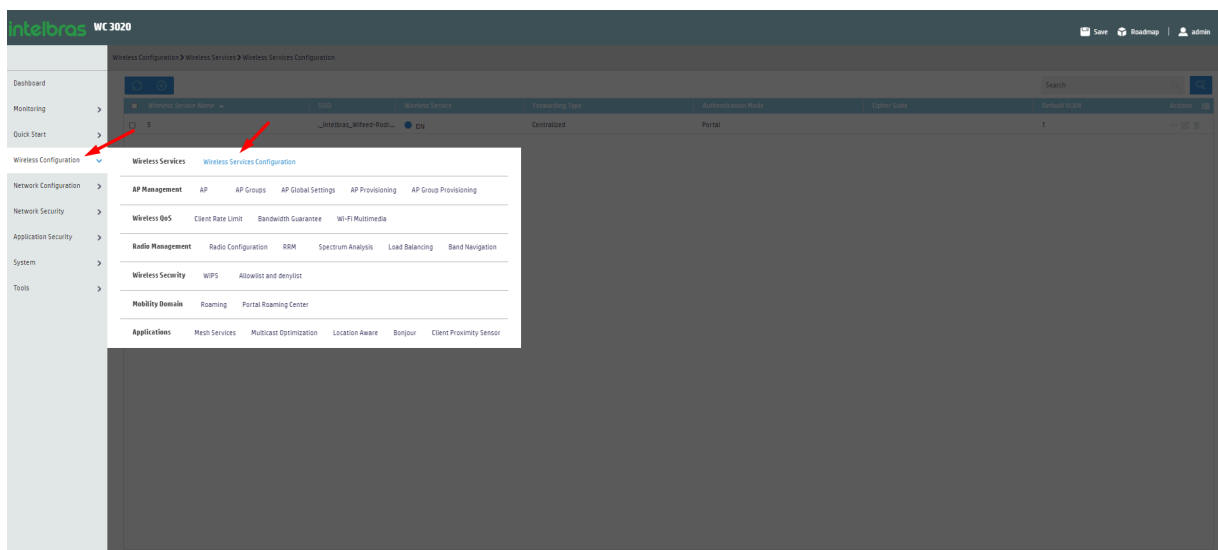 intelbras WC 3020
Save Roadmap | admin
Wireless Configuration > Wireless Services > Wireless Services Configuration
Dashboard
Monitoring
Quick Start
Wireless Configuration
Network Configuration
Network Security
Application Security
System
Tools
Search
Wireless Service Name SSID Wireless Service Forwarding Type Authentication Mode Cipher Suite Default VLAN Actions
5 ._Intelbras_Wifeed-Rodri... EN Centralized Portal 1
Wireless Services Wireless Services Configuration
AP Management AP AP Groups AP Global Settings AP Provisioning AP Group Provisioning
Wireless QoS Client Rate Limit Bandwidth Guarantee Wi-Fi Multimedia
Radio Management Radio Configuration RRM Spectrum Analysis Load Balancing Band Navigation
Wireless Security WIPS Allowlist and denylist
Mobility Domain Roaming Portal Roaming Center
Applications Mesh Services Multicast Optimization Location Aware Bonjour Client Proximity Sensor